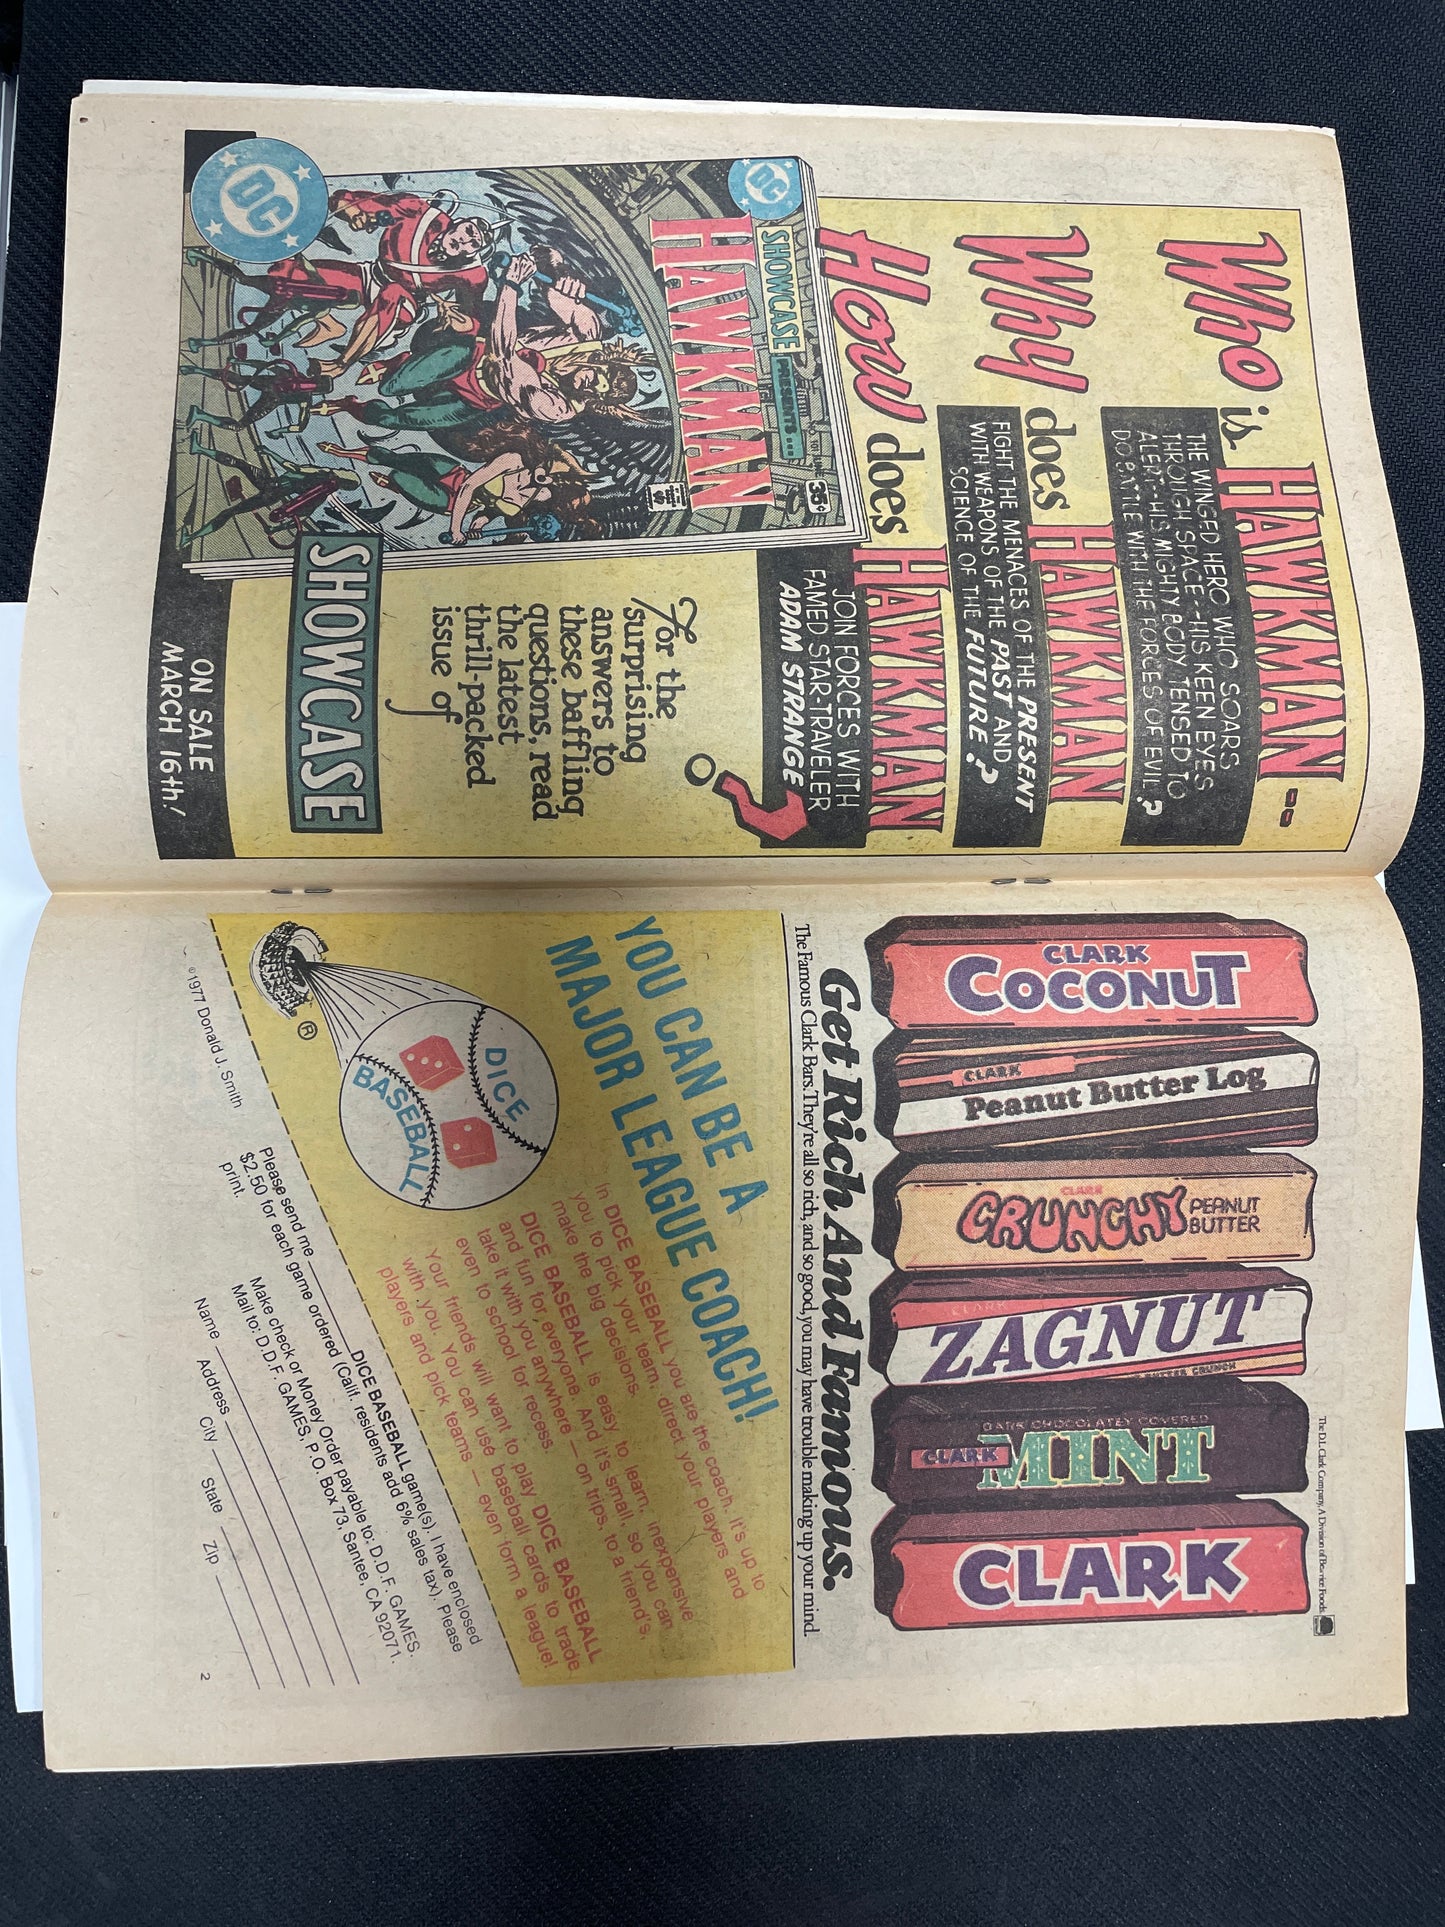 Who is HAWKMAN--
THE WINGED HERO WHO SOARS
THROUGH SPACE--HIS KEEN EYES
ALERT--HIS MIGHTY BODY TENSED TO
DO BATTLE WITH THE FORCES OF EVIL?
Why does HAWKMAN
FIGHT THE MENACES OF THE PRESENT
WITH WEAPONS OF THE PAST AND
SCIENCE OF THE FUTURE?
How does HAWKMAN
JOIN FORCES WITH
FAMED STAR-TRAVELER
ADAM STRANGE?
DC
SHOWCASE
PRESENTS...
35¢
HAWKMAN
DC
For the
surprising
answers to
these baffling
questions, read
the latest
thrill-packed
issue of
SHOWCASE
ON SALE
MARCH 16th!
The D.L. Clark Company, A Division of Beatrice Foods.
CLARK
COCONUT
CLARK
Peanut Butter Log
CLARK
CRUNCHY PEANUT
BUTTER
CLARK
ZAGNUT
DARK CHOCOLATEY COVERED
CLARK MINT
CLARK
Get Rich And Famous.
The Famous Clark Bars. They're all so rich, and so good, you may have trouble making up your mind.
YOU CAN BE A
MAJOR LEAGUE COACH!
In DICE BASEBALL you are the coach. It's up to
you to pick your team, direct your players and
make the big decisions.
DICE BASEBALL is easy to learn, inexpensive
and fun for everyone. And it's small, so you can
take it with you anywhere — on trips, to a friend's,
even to school for recess.
Your friends will want to play DICE BASEBALL
with you. You can use baseball cards to trade
players and pick teams — even form a league!
DICE
BASEBALL
®
© 1977 Donald J. Smith
Please send me DICE BASEBALL game(s). I have enclosed
$2.50 for each game ordered (Calif. residents add 6% sales tax). Please
print.
Make check or Money Order payable to: D.D.F. GAMES.
Mail to: D.D.F. GAMES, P.O. Box 73, Santee, CA 92071.
Name
Address
City
State
Zip
2